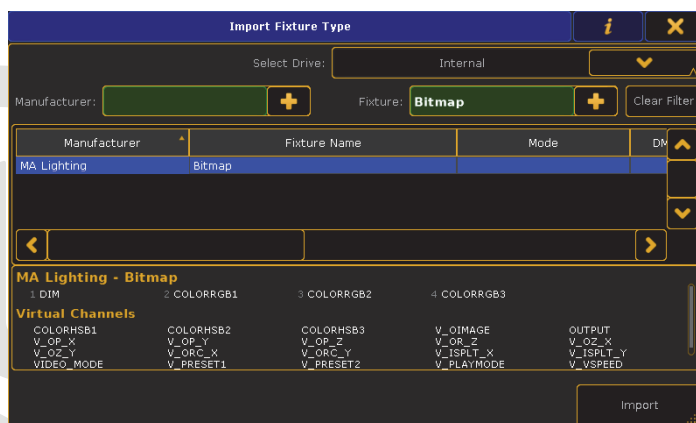 Import Fixture Type
i
Select Drive: Internal
Manufacturer: Fixture: Bitmap Clear Filter
Manufacturer Fixture Name Mode DM
MA Lighting Bitmap
MA Lighting - Bitmap
1 DIM 2 COLORRGB1 3 COLORRGB2 4 COLORRGB3
Virtual Channels
COLORHSB1 COLORHSB2 COLORHSB3 V_OIMAGE OUTPUT
V_OP_X V_OP_Y V_OP_Z V_OR_Z V_OZ_X
V_OZ_Y V_ORC_X V_ORC_Y V_ISPLT_X V_ISPLT_Y
VIDEO_MODE V_PRESET1 V_PRESET2 V_PLAYMODE V_VSPEED
Import